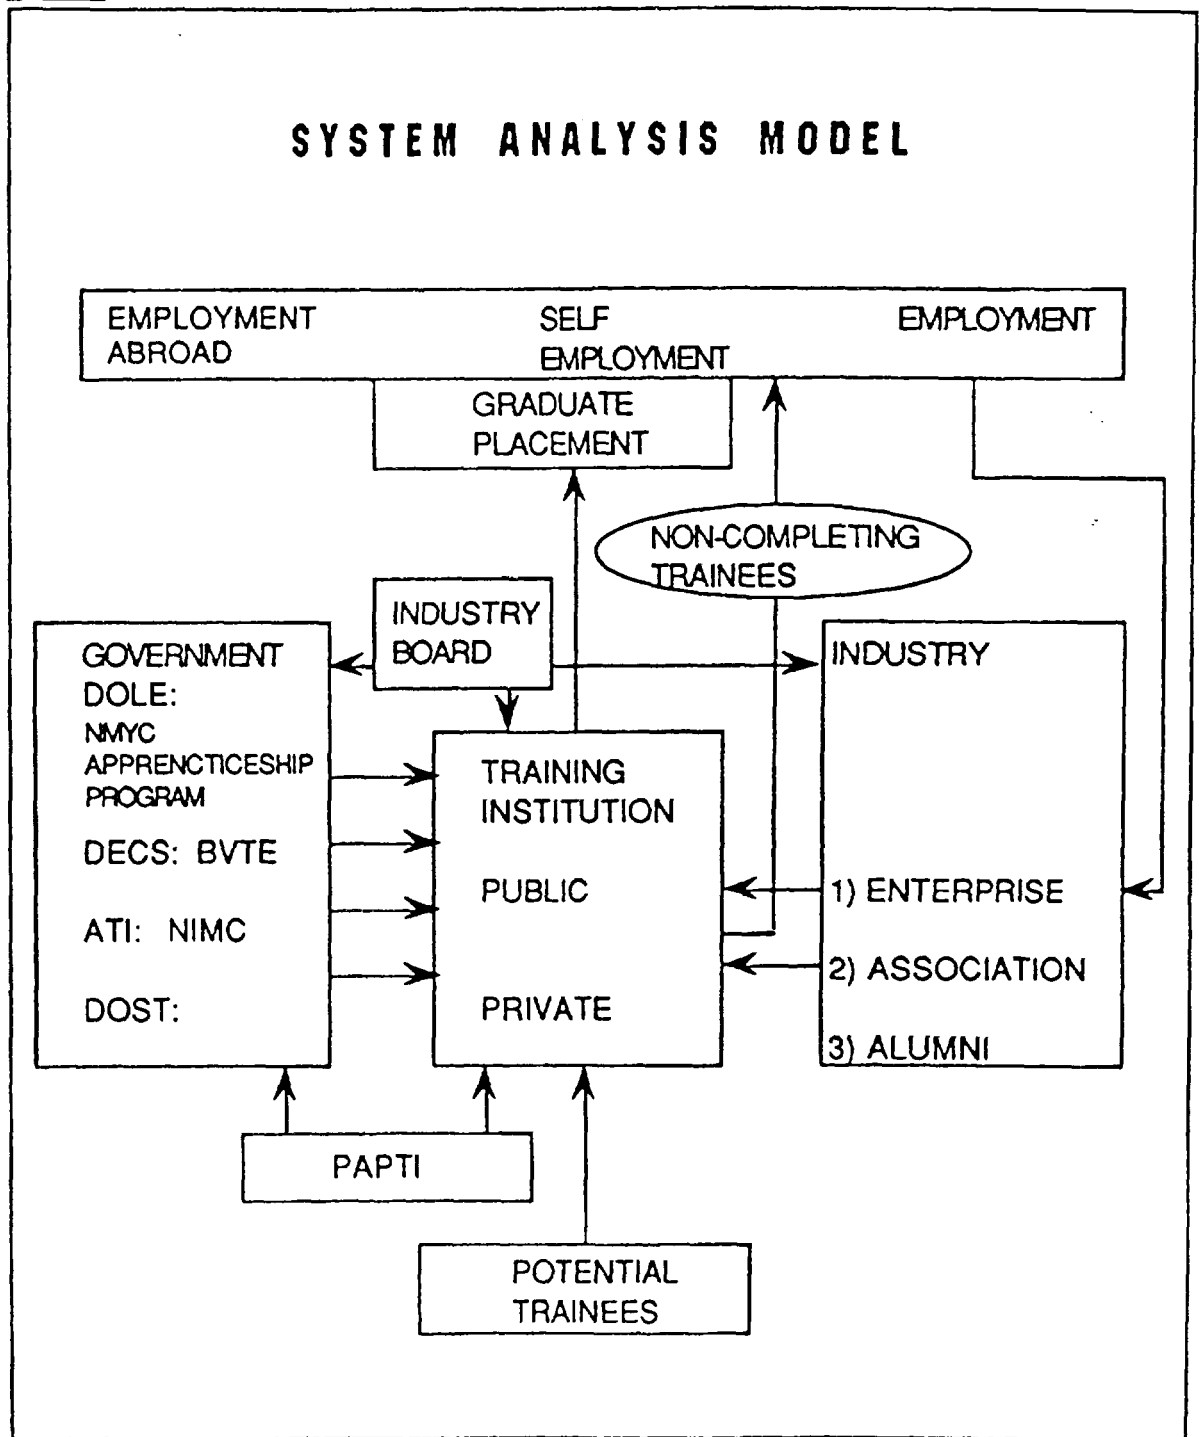 SYSTEM ANALYSIS MODEL
EMPLOYMENT
ABROAD
SELF
EMPLOYMENT
EMPLOYMENT
GRADUATE
PLACEMENT
NON-COMPLETING
TRAINEES
INDUSTRY
BOARD
GOVERNMENT
DOLE:
NMYC
APPRENCTICESHIP
PROGRAM
DECS: BVTE
ATI: NIMC
DOST:
TRAINING
INSTITUTION
PUBLIC
PRIVATE
INDUSTRY
1) ENTERPRISE
2) ASSOCIATION
3) ALUMNI
PAPTI
POTENTIAL
TRAINEES